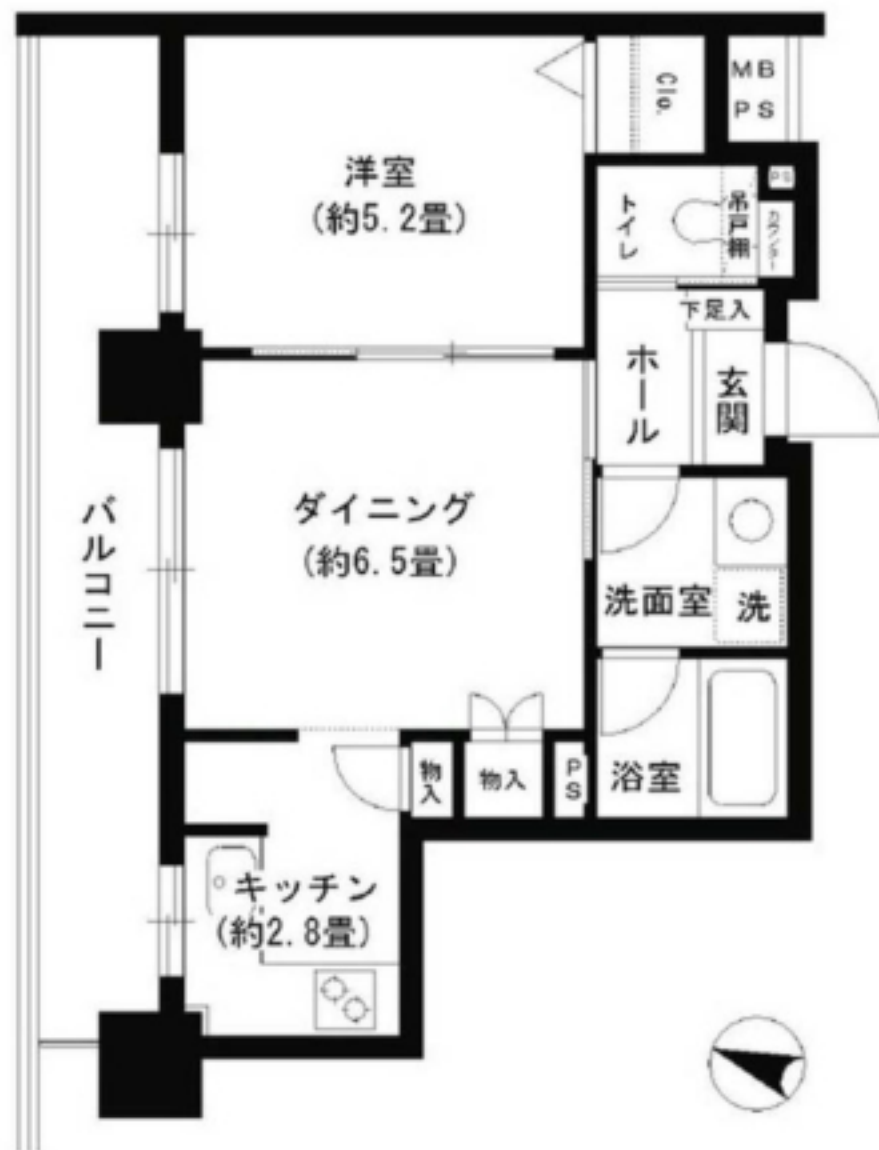 洋室
(約5.2畳)
Clo.
MB
PS
PS
トイレ
吊戸棚
カウンター
下足入
ホール
玄関
ダイニング
(約6.5畳)
バルコニー
洗面室
洗
物入
物入
PS
浴室
キッチン
(約2.8畳)